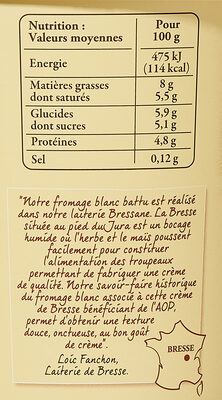 Nutrition :
Valeurs moyennes
Pour
100 g
Energie
475 kJ
(114 kcal)
Matières grasses
dont saturés
8 g
5,5 g
Glucides
dont sucres
5,9 g
5,1 g
Protéines
4,8 g
Sel
0,12 g
"Notre fromage blanc battu est réalisé
dans notre laiterie Bressane. La Bresse
située au pied du Jura est un bocage
humide où l'herbe et le maïs poussent
facilement pour constituer
l'alimentation des troupeaux
permettant de fabriquer une crème
de qualité. Notre savoir-faire historique
du fromage blanc associé à cette crème
de Bresse bénéficiant de l'AOP,
permet d'obtenir une texture
douce, onctueuse, au bon goût
de crème".
Loïc Fanchon,
Laiterie de Bresse.
BRESSE